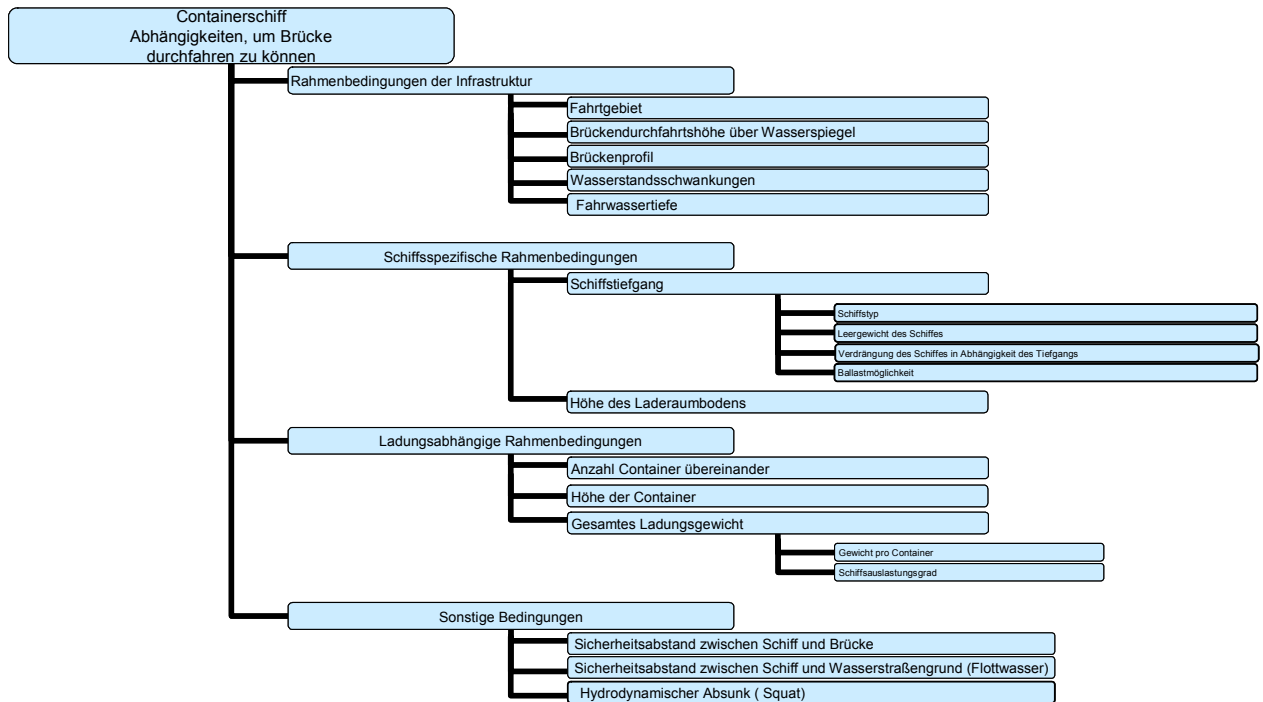 Containerschiff
Abhängigkeiten, um Brücke
durchfahren zu können
Rahmenbedingungen der Infrastruktur
Fahrtgebiet
Brückendurchfahrtshöhe über Wasserspiegel
Brückenprofil
Wasserstandsschwankungen
Fahrwassertiefe
Schiffsspezifische Rahmenbedingungen
Schiffstiefgang
Schiffstyp
Leergewicht des Schiffes
Verdrängung des Schiffes in Abhängigkeit des Tiefgangs
Ballastmöglichkeit
Höhe des Laderaumbodens
Ladungsabhängige Rahmenbedingungen
Anzahl Container übereinander
Höhe der Container
Gesamtes Ladungsgewicht
Gewicht pro Container
Schiffsauslastungsgrad
Sonstige Bedingungen
Sicherheitsabstand zwischen Schiff und Brücke
Sicherheitsabstand zwischen Schiff und Wasserstraßengrund (Flottwasser)
Hydrodynamischer Absunk ( Squat)